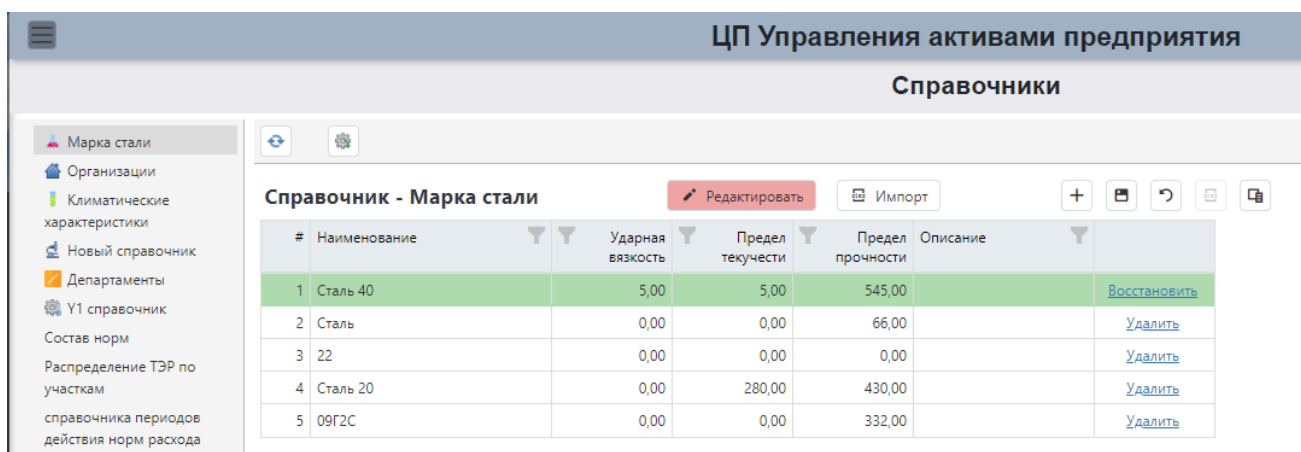 ЦП Управления активами предприятия
Справочники
Марка стали
Организации
Климатические
характеристики
Новый справочник
Департаменты
Y1 справочник
Состав норм
Распределение ТЭР по
участкам
справочника периодов
действия норм расхода
Справочник - Марка стали
Редактировать
Импорт
# Наименование Ударная вязкость Предел текучести Предел прочности Описание
1 Сталь 40 5,00 5,00 545,00 Восстановить
2 Сталь 0,00 0,00 66,00 Удалить
3 22 0,00 0,00 0,00 Удалить
4 Сталь 20 0,00 280,00 430,00 Удалить
5 09Г2С 0,00 0,00 332,00 Удалить